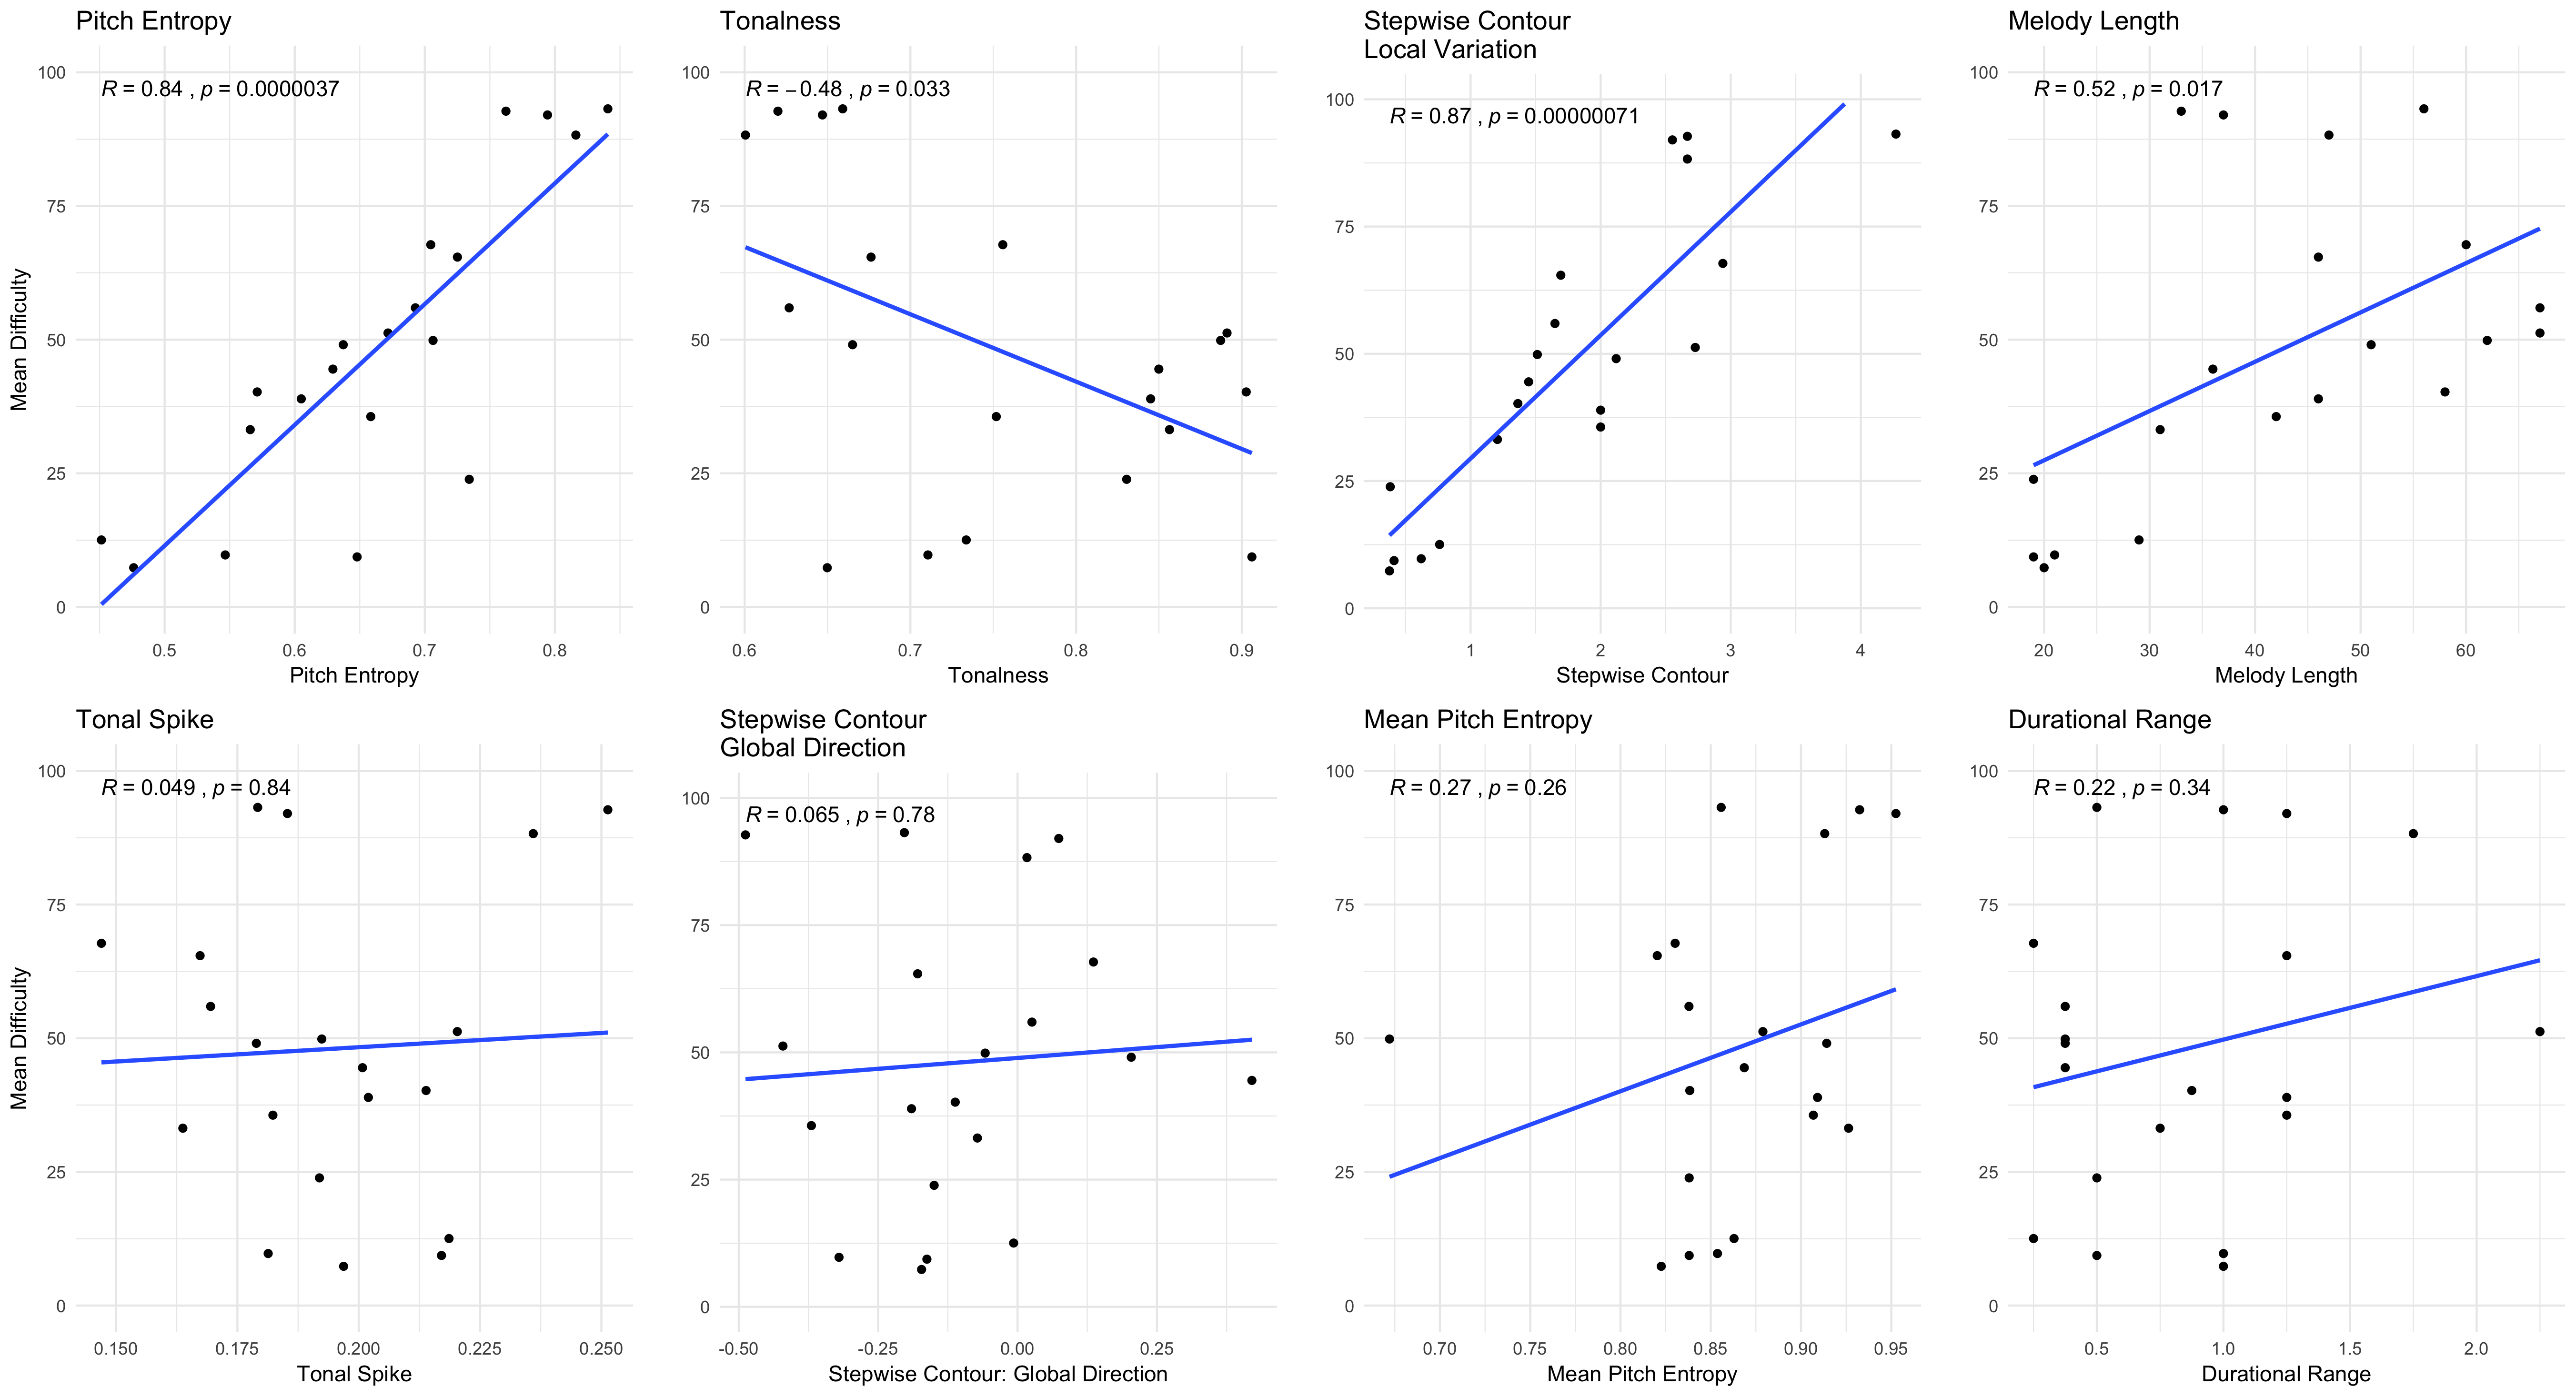 Pitch Entropy
R = 0.84 , p = 0.0000037
100
75
50
25
0
Mean Difficulty
0.5 0.6 0.7 0.8
Pitch Entropy
Tonalness
R = −0.48 , p = 0.033
100
75
50
25
0
0.6 0.7 0.8 0.9
Tonalness
Stepwise Contour
Local Variation
R = 0.87 , p = 0.00000071
100
75
50
25
0
1 2 3 4
Stepwise Contour
Melody Length
R = 0.52 , p = 0.017
100
75
50
25
0
20 30 40 50 60
Melody Length
Tonal Spike
R = 0.049 , p = 0.84
100
75
50
25
0
Mean Difficulty
0.150 0.175 0.200 0.225 0.250
Tonal Spike
Stepwise Contour
Global Direction
R = 0.065 , p = 0.78
100
75
50
25
0
-0.50 -0.25 0.00 0.25
Stepwise Contour: Global Direction
Mean Pitch Entropy
R = 0.27 , p = 0.26
100
75
50
25
0
0.70 0.75 0.80 0.85 0.90 0.95
Mean Pitch Entropy
Durational Range
R = 0.22 , p = 0.34
100
75
50
25
0
0.5 1.0 1.5 2.0
Durational Range